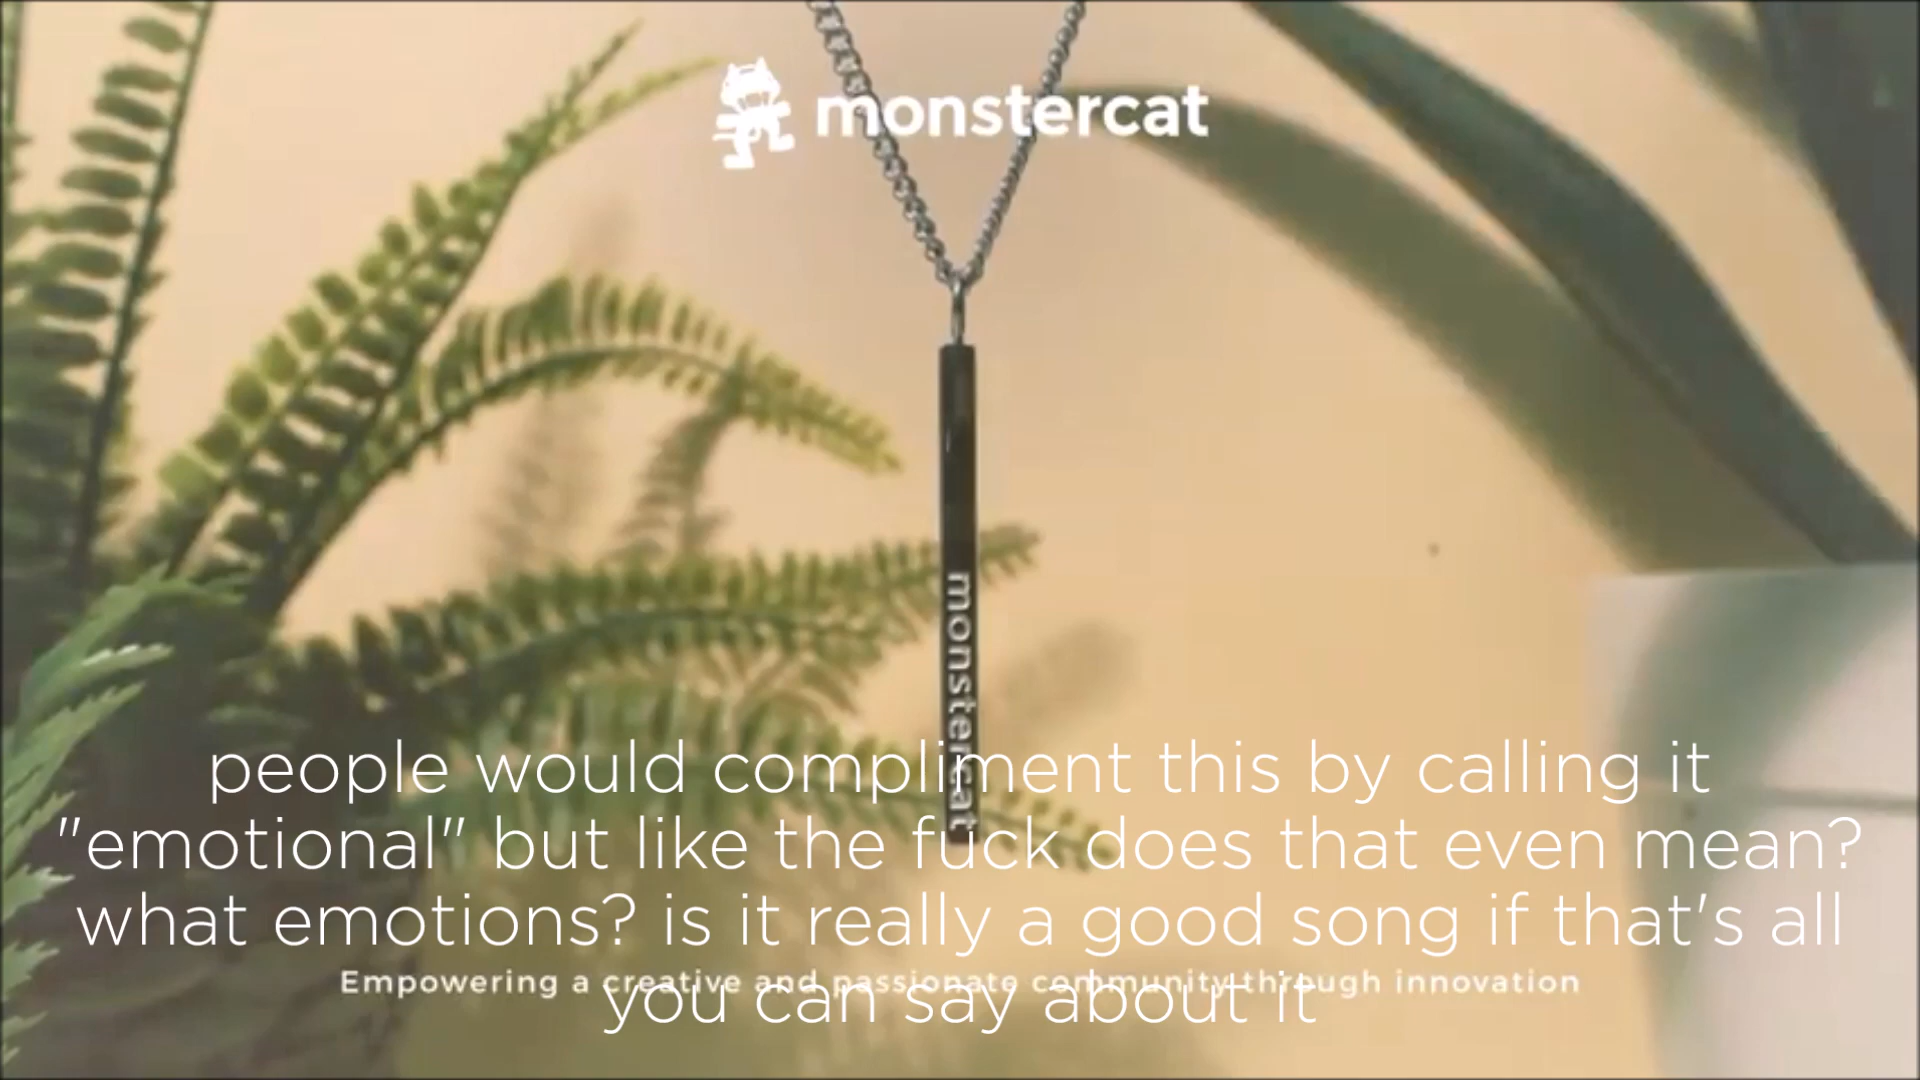 monstercat
monstercat
people would compliment this by calling it
"emotional" but like the fuck does that even mean?
what emotions? is it really a good song if that's all
Empowering a creative and passionate community through innovation
you can say about it